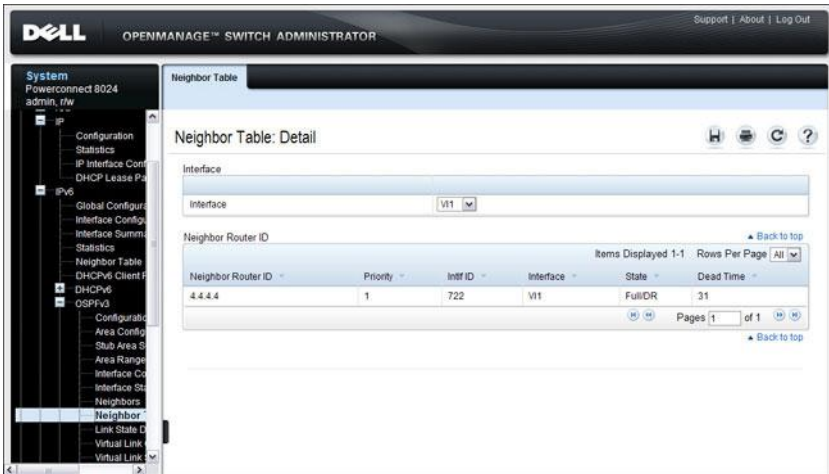 Support | About | Log Out
DELL
OPENMANAGE™ SWITCH ADMINISTRATOR
System
Powerconnect 8024
admin, r/w
IP
Configuration
Statistics
IP Interface Conf
DHCP Lease Pa
IPv6
Global Configura
Interface Configu
Interface Summa
Statistics
Neighbor Table
DHCPv6 Client P
DHCPv6
OSPFv3
Configuratio
Area Config
Stub Area S
Area Range
Interface Co
Interface Sta
Neighbors
Neighbor T
Link State D
Virtual Link
Virtual Link S
Neighbor Table
Neighbor Table: Detail
Interface
Interface Vl1
Neighbor Router ID
Back to top
Items Displayed 1-1 Rows Per Page All
Neighbor Router ID Priority Intif ID Interface State Dead Time
4.4.4.4 1 722 Vl1 Full/DR 31
Pages 1 of 1
Back to top